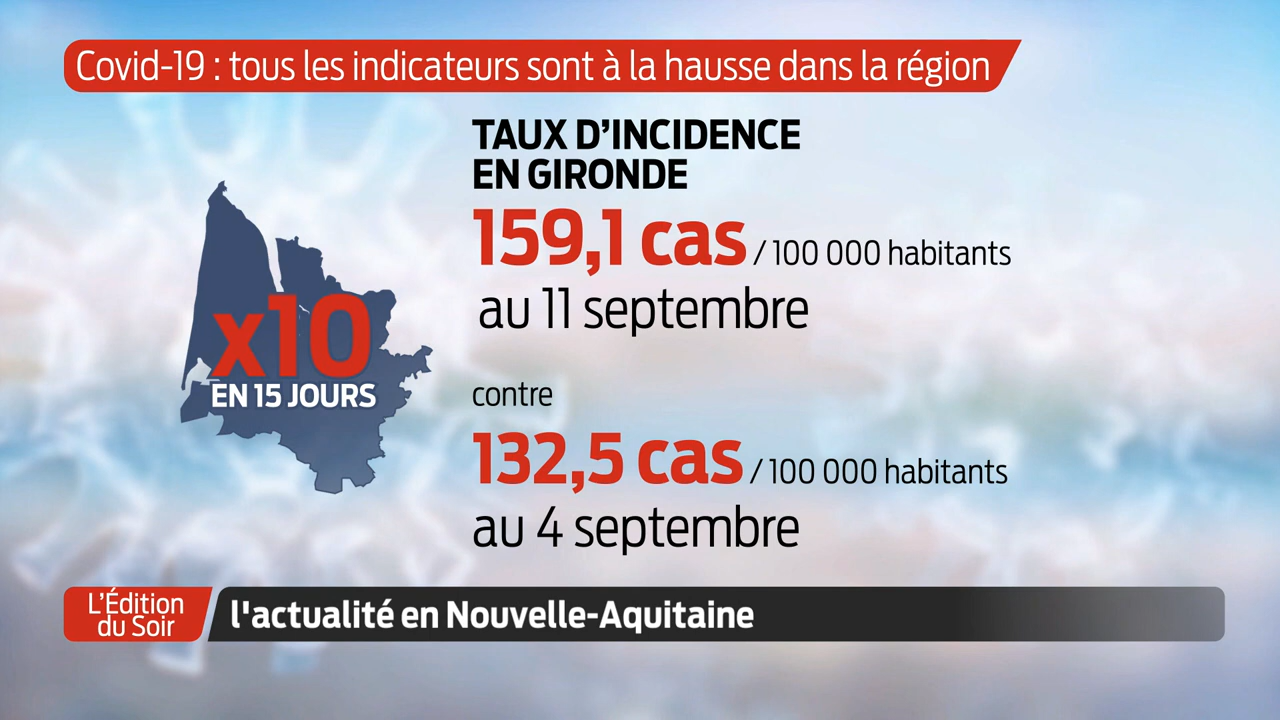 Covid-19 : tous les indicateurs sont à la hausse dans la région
TAUX D'INCIDENCE
EN GIRONDE
159,1 cas / 100 000 habitants
au 11 septembre
x10
EN 15 JOURS
contre
132,5 cas / 100 000 habitants
au 4 septembre
L'Édition
du Soir
l'actualité en Nouvelle-Aquitaine